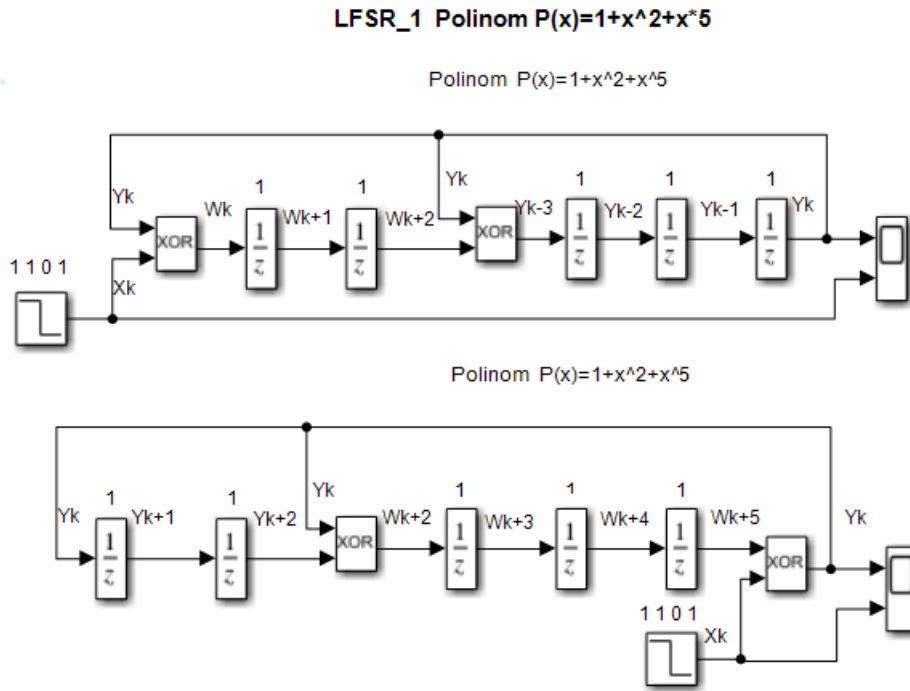 LFSR_1 Polinom P(x)=1+x^2+x*5
Polinom P(x)=1+x^2+x^5
Yk
Yk
1 1 1 1 1
Wk Wk+1 Wk+2 Yk-3 Yk-2 Yk-1 Yk
XOR 1/z 1/z XOR 1/z 1/z 1/z
1 1 0 1
Xk
Polinom P(x)=1+x^2+x^5
1 1 1 1 1
Yk Yk+1 Yk+2 Yk Wk+2 Wk+3 Wk+4 Wk+5 Yk
1/z 1/z XOR 1/z 1/z 1/z XOR
1 1 0 1
Xk